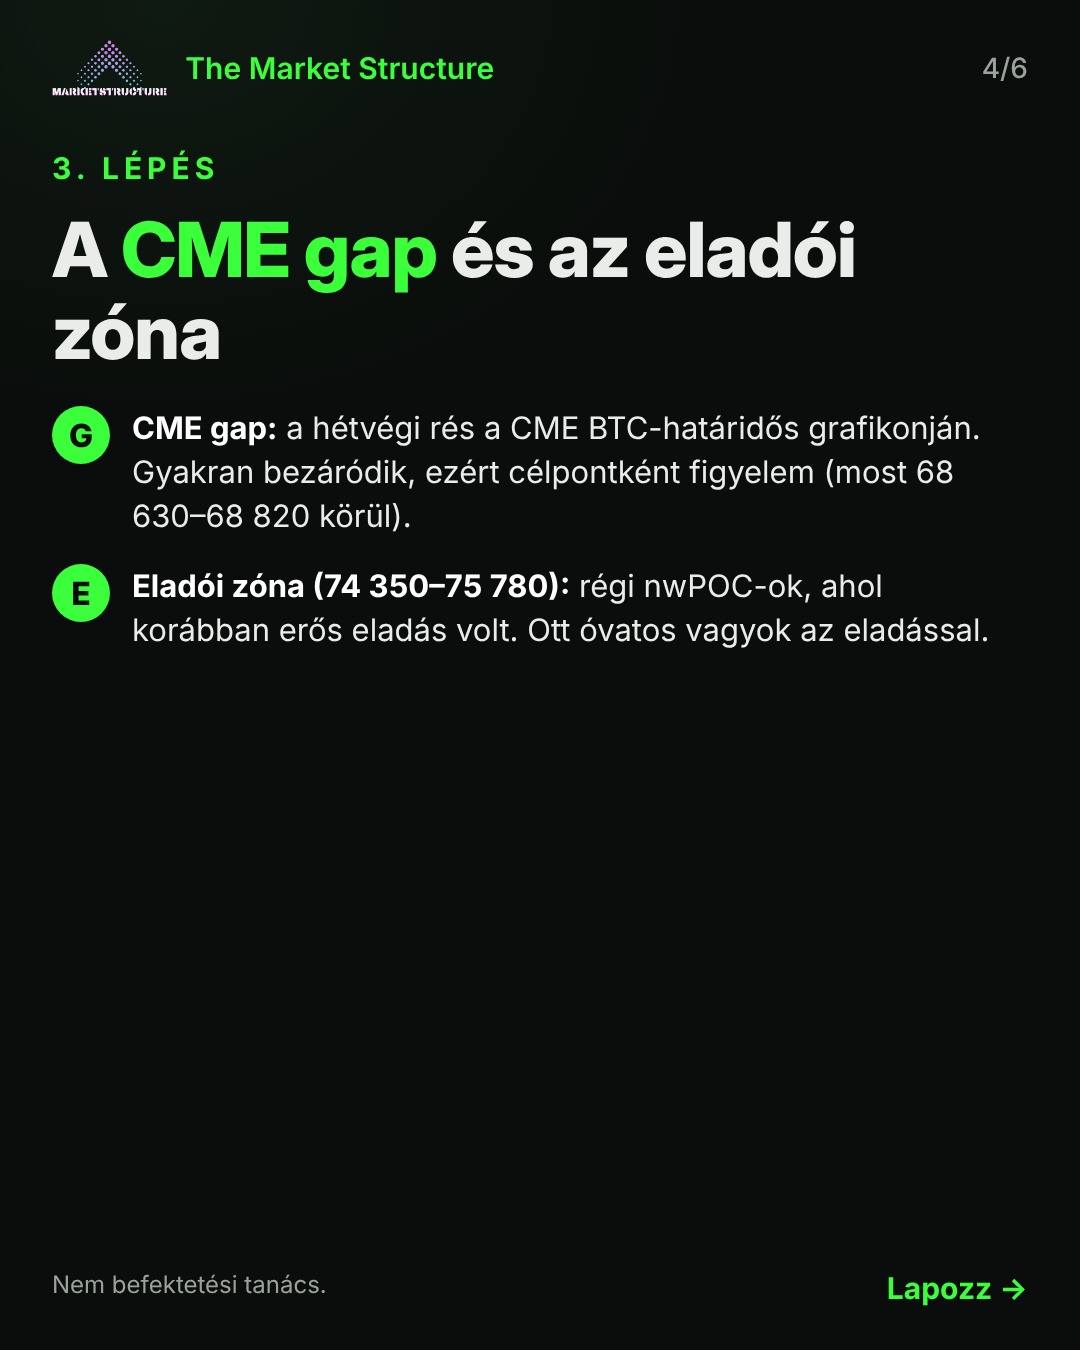 MARKETSTRUCTURE
The Market Structure
4/6
3. LÉPÉS
A CME gap és az eladói
zóna
G
CME gap: a hétvégi rés a CME BTC-határidős grafikonján.
Gyakran bezáródik, ezért célpontként figyelem (most 68
630–68 820 körül).
E
Eladói zóna (74 350–75 780): régi nwPOC-ok, ahol
korábban erős eladás volt. Ott óvatos vagyok az eladással.
Nem befektetési tanács.
Lapozz →